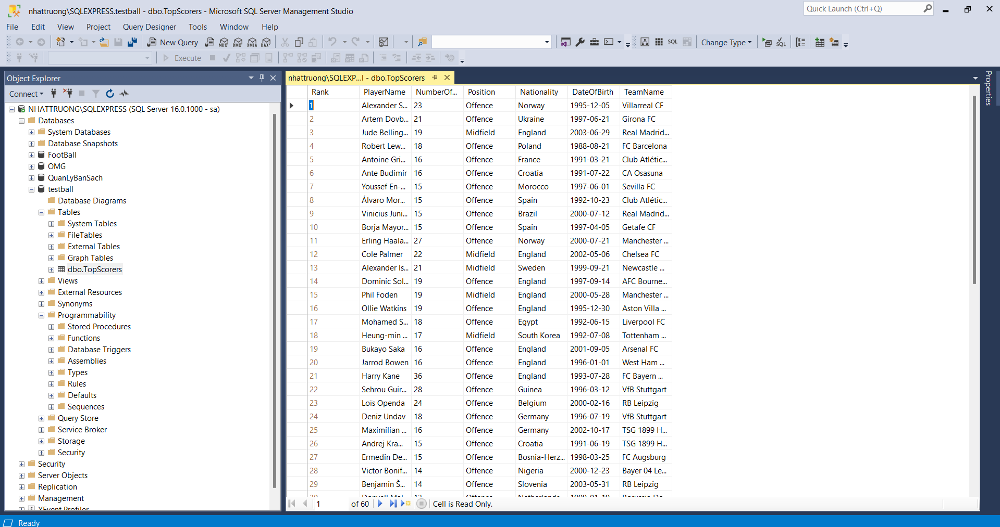 nhattruong\SQLEXPRESS.testball - dbo.TopScorers - Microsoft SQL Server Management Studio
Quick Launch (Ctrl+Q)
File Edit View Project Query Designer Tools Window Help
New Query MDX DMX XMLA DAX SQL Change Type SQL
Execute
Object Explorer
Connect
NHATTRUONG\SQLEXPRESS (SQL Server 16.0.1000 - sa)
Databases
System Databases
Database Snapshots
FootBall
OMG
QuanLyBanSach
testball
Database Diagrams
Tables
System Tables
FileTables
External Tables
Graph Tables
dbo.TopScorers
Views
External Resources
Synonyms
Programmability
Stored Procedures
Functions
Database Triggers
Assemblies
Types
Rules
Defaults
Sequences
Query Store
Service Broker
Storage
Security
Security
Server Objects
Replication
Management
XEvent Profiler
nhattruong\SQLEXP...l - dbo.TopScorers
Rank PlayerName NumberOf... Position Nationality DateOfBirth TeamName
1 Alexander S... 23 Offence Norway 1995-12-05 Villarreal CF
2 Artem Dovb... 21 Offence Ukraine 1997-06-21 Girona FC
3 Jude Belling... 19 Midfield England 2003-06-29 Real Madrid...
4 Robert Lew... 18 Offence Poland 1988-08-21 FC Barcelona
5 Antoine Gri... 16 Offence France 1991-03-21 Club Atlétic...
6 Ante Budimir 16 Offence Croatia 1991-07-22 CA Osasuna
7 Youssef En-... 15 Offence Morocco 1997-06-01 Sevilla FC
8 Álvaro Mor... 15 Offence Spain 1992-10-23 Club Atlétic...
9 Vinicius Juni... 15 Offence Brazil 2000-07-12 Real Madrid...
10 Borja Mayor... 15 Offence Spain 1997-04-05 Getafe CF
11 Erling Haala... 27 Offence Norway 2000-07-21 Manchester ...
12 Cole Palmer 22 Midfield England 2002-05-06 Chelsea FC
13 Alexander Is... 21 Midfield Sweden 1999-09-21 Newcastle ...
14 Dominic Sol... 19 Offence England 1997-09-14 AFC Bourne...
15 Phil Foden 19 Midfield England 2000-05-28 Manchester ...
16 Ollie Watkins 19 Offence England 1995-12-30 Aston Villa ...
17 Mohamed S... 18 Offence Egypt 1992-06-15 Liverpool FC
18 Heung-min ... 17 Midfield South Korea 1992-07-08 Tottenham ...
19 Bukayo Saka 16 Offence England 2001-09-05 Arsenal FC
20 Jarrod Bowen 16 Offence England 1996-01-01 West Ham ...
21 Harry Kane 36 Offence England 1993-07-28 FC Bayern ...
22 Sehrou Guir... 28 Offence Guinea 1996-03-12 VfB Stuttgart
23 Loïs Openda 24 Offence Belgium 2000-02-16 RB Leipzig
24 Deniz Undav 18 Offence Germany 1996-07-19 VfB Stuttgart
25 Maximilian ... 16 Offence Germany 2002-10-17 TSG 1899 H...
26 Andrej Kra... 15 Offence Croatia 1991-06-19 TSG 1899 H...
27 Ermedin De... 15 Offence Bosnia-Herz... 1998-03-25 FC Augsburg
28 Victor Bonif... 14 Offence Nigeria 2000-12-23 Bayer 04 Le...
29 Benjamin Š... 14 Offence Slovenia 2003-05-31 RB Leipzig
1 of 60 Cell is Read Only.
Properties
Ready